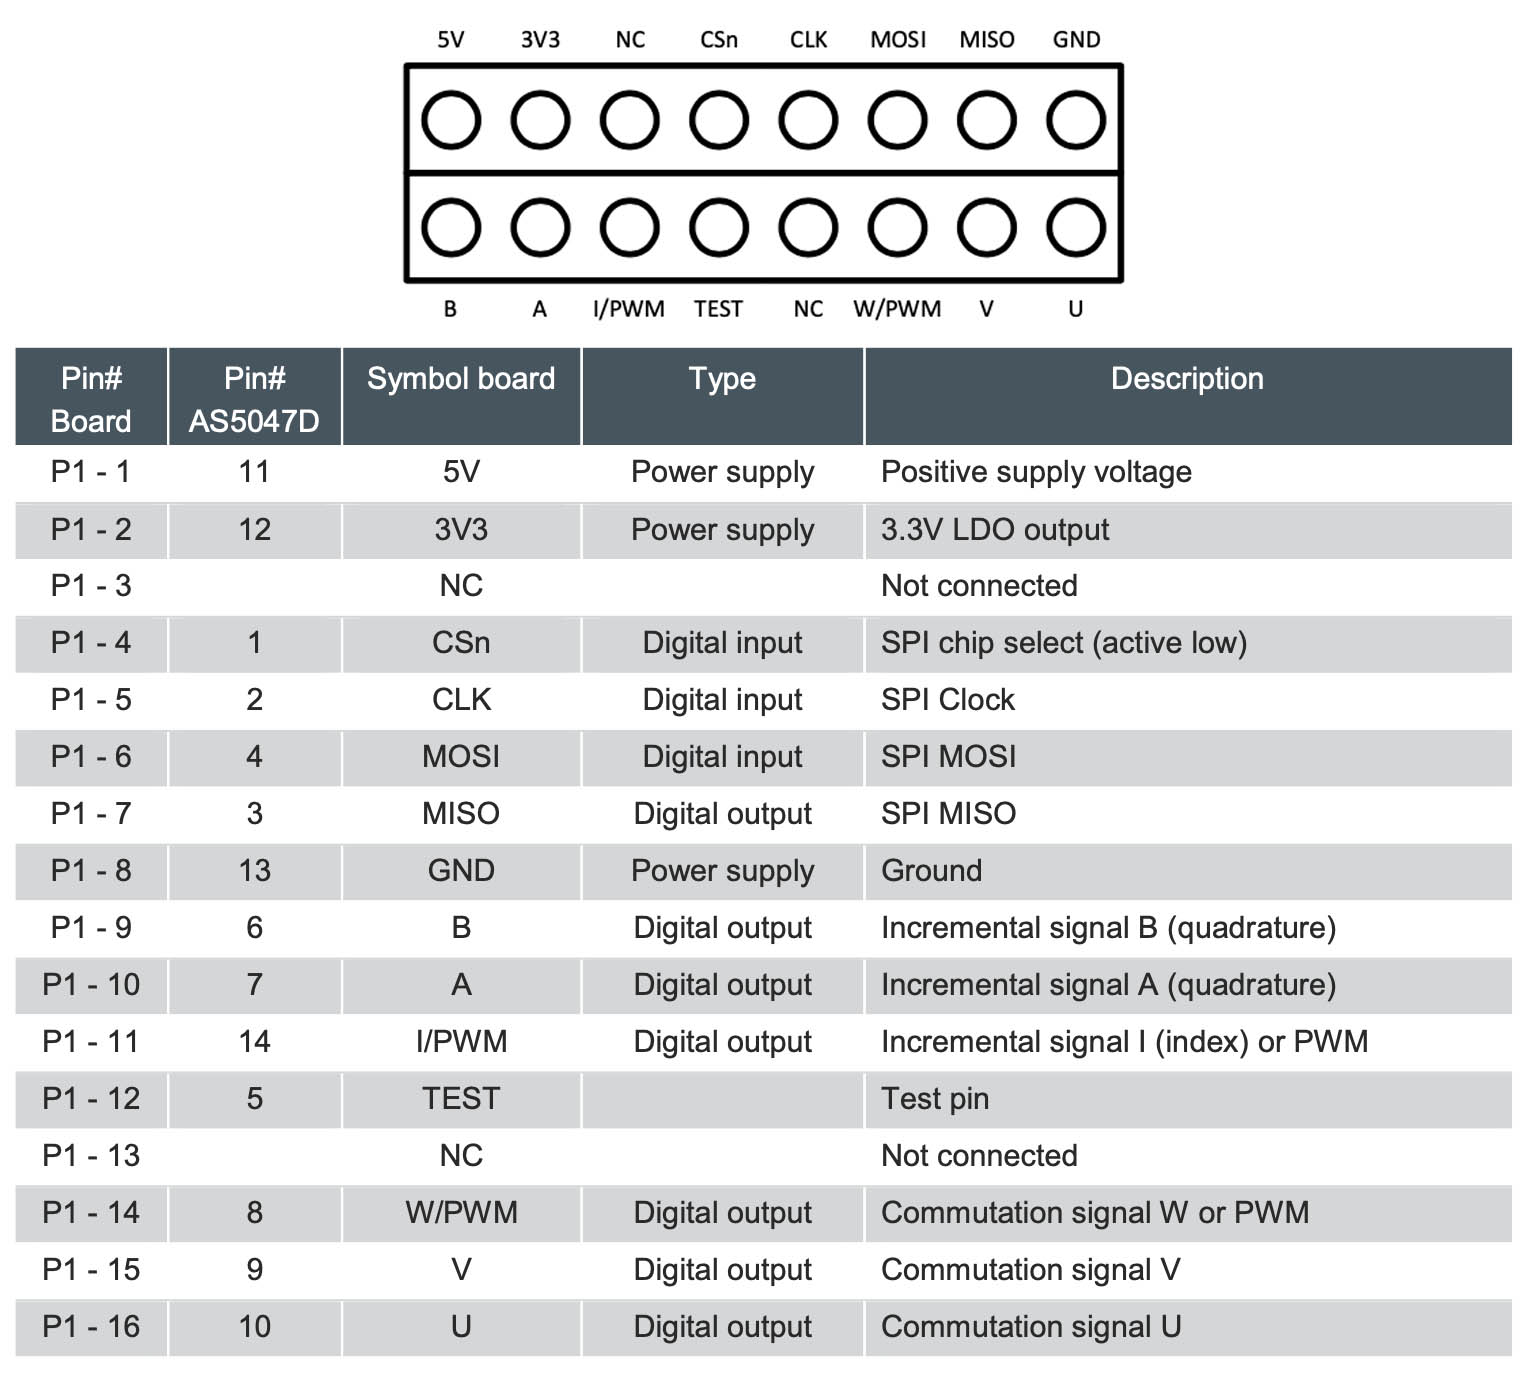 5V 3V3 NC CSn CLK MOSI MISO GND
B A I/PWM TEST NC W/PWM V U
Pin# Board Pin# AS5047D Symbol board Type Description
P1 - 1 11 5V Power supply Positive supply voltage
P1 - 2 12 3V3 Power supply 3.3V LDO output
P1 - 3 NC Not connected
P1 - 4 1 CSn Digital input SPI chip select (active low)
P1 - 5 2 CLK Digital input SPI Clock
P1 - 6 4 MOSI Digital input SPI MOSI
P1 - 7 3 MISO Digital output SPI MISO
P1 - 8 13 GND Power supply Ground
P1 - 9 6 B Digital output Incremental signal B (quadrature)
P1 - 10 7 A Digital output Incremental signal A (quadrature)
P1 - 11 14 I/PWM Digital output Incremental signal I (index) or PWM
P1 - 12 5 TEST Test pin
P1 - 13 NC Not connected
P1 - 14 8 W/PWM Digital output Commutation signal W or PWM
P1 - 15 9 V Digital output Commutation signal V
P1 - 16 10 U Digital output Commutation signal U